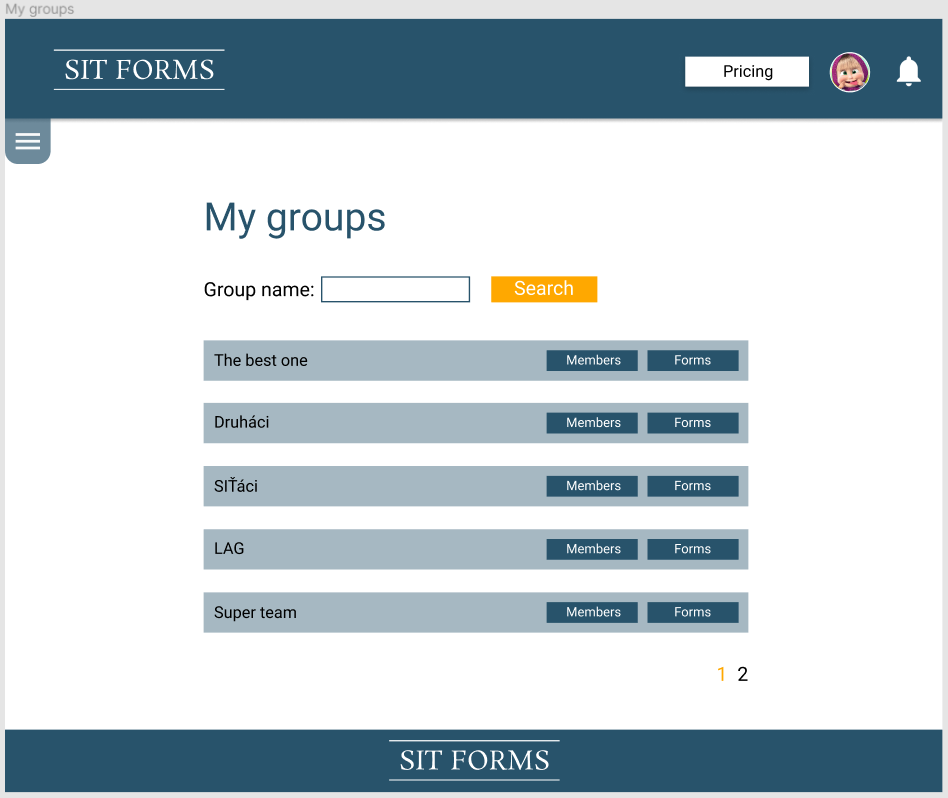 My groups
SIT FORMS
Pricing
My groups
Group name:
Search
The best one Members Forms
Druháci Members Forms
SIŤáci Members Forms
LAG Members Forms
Super team Members Forms
1 2
SIT FORMS